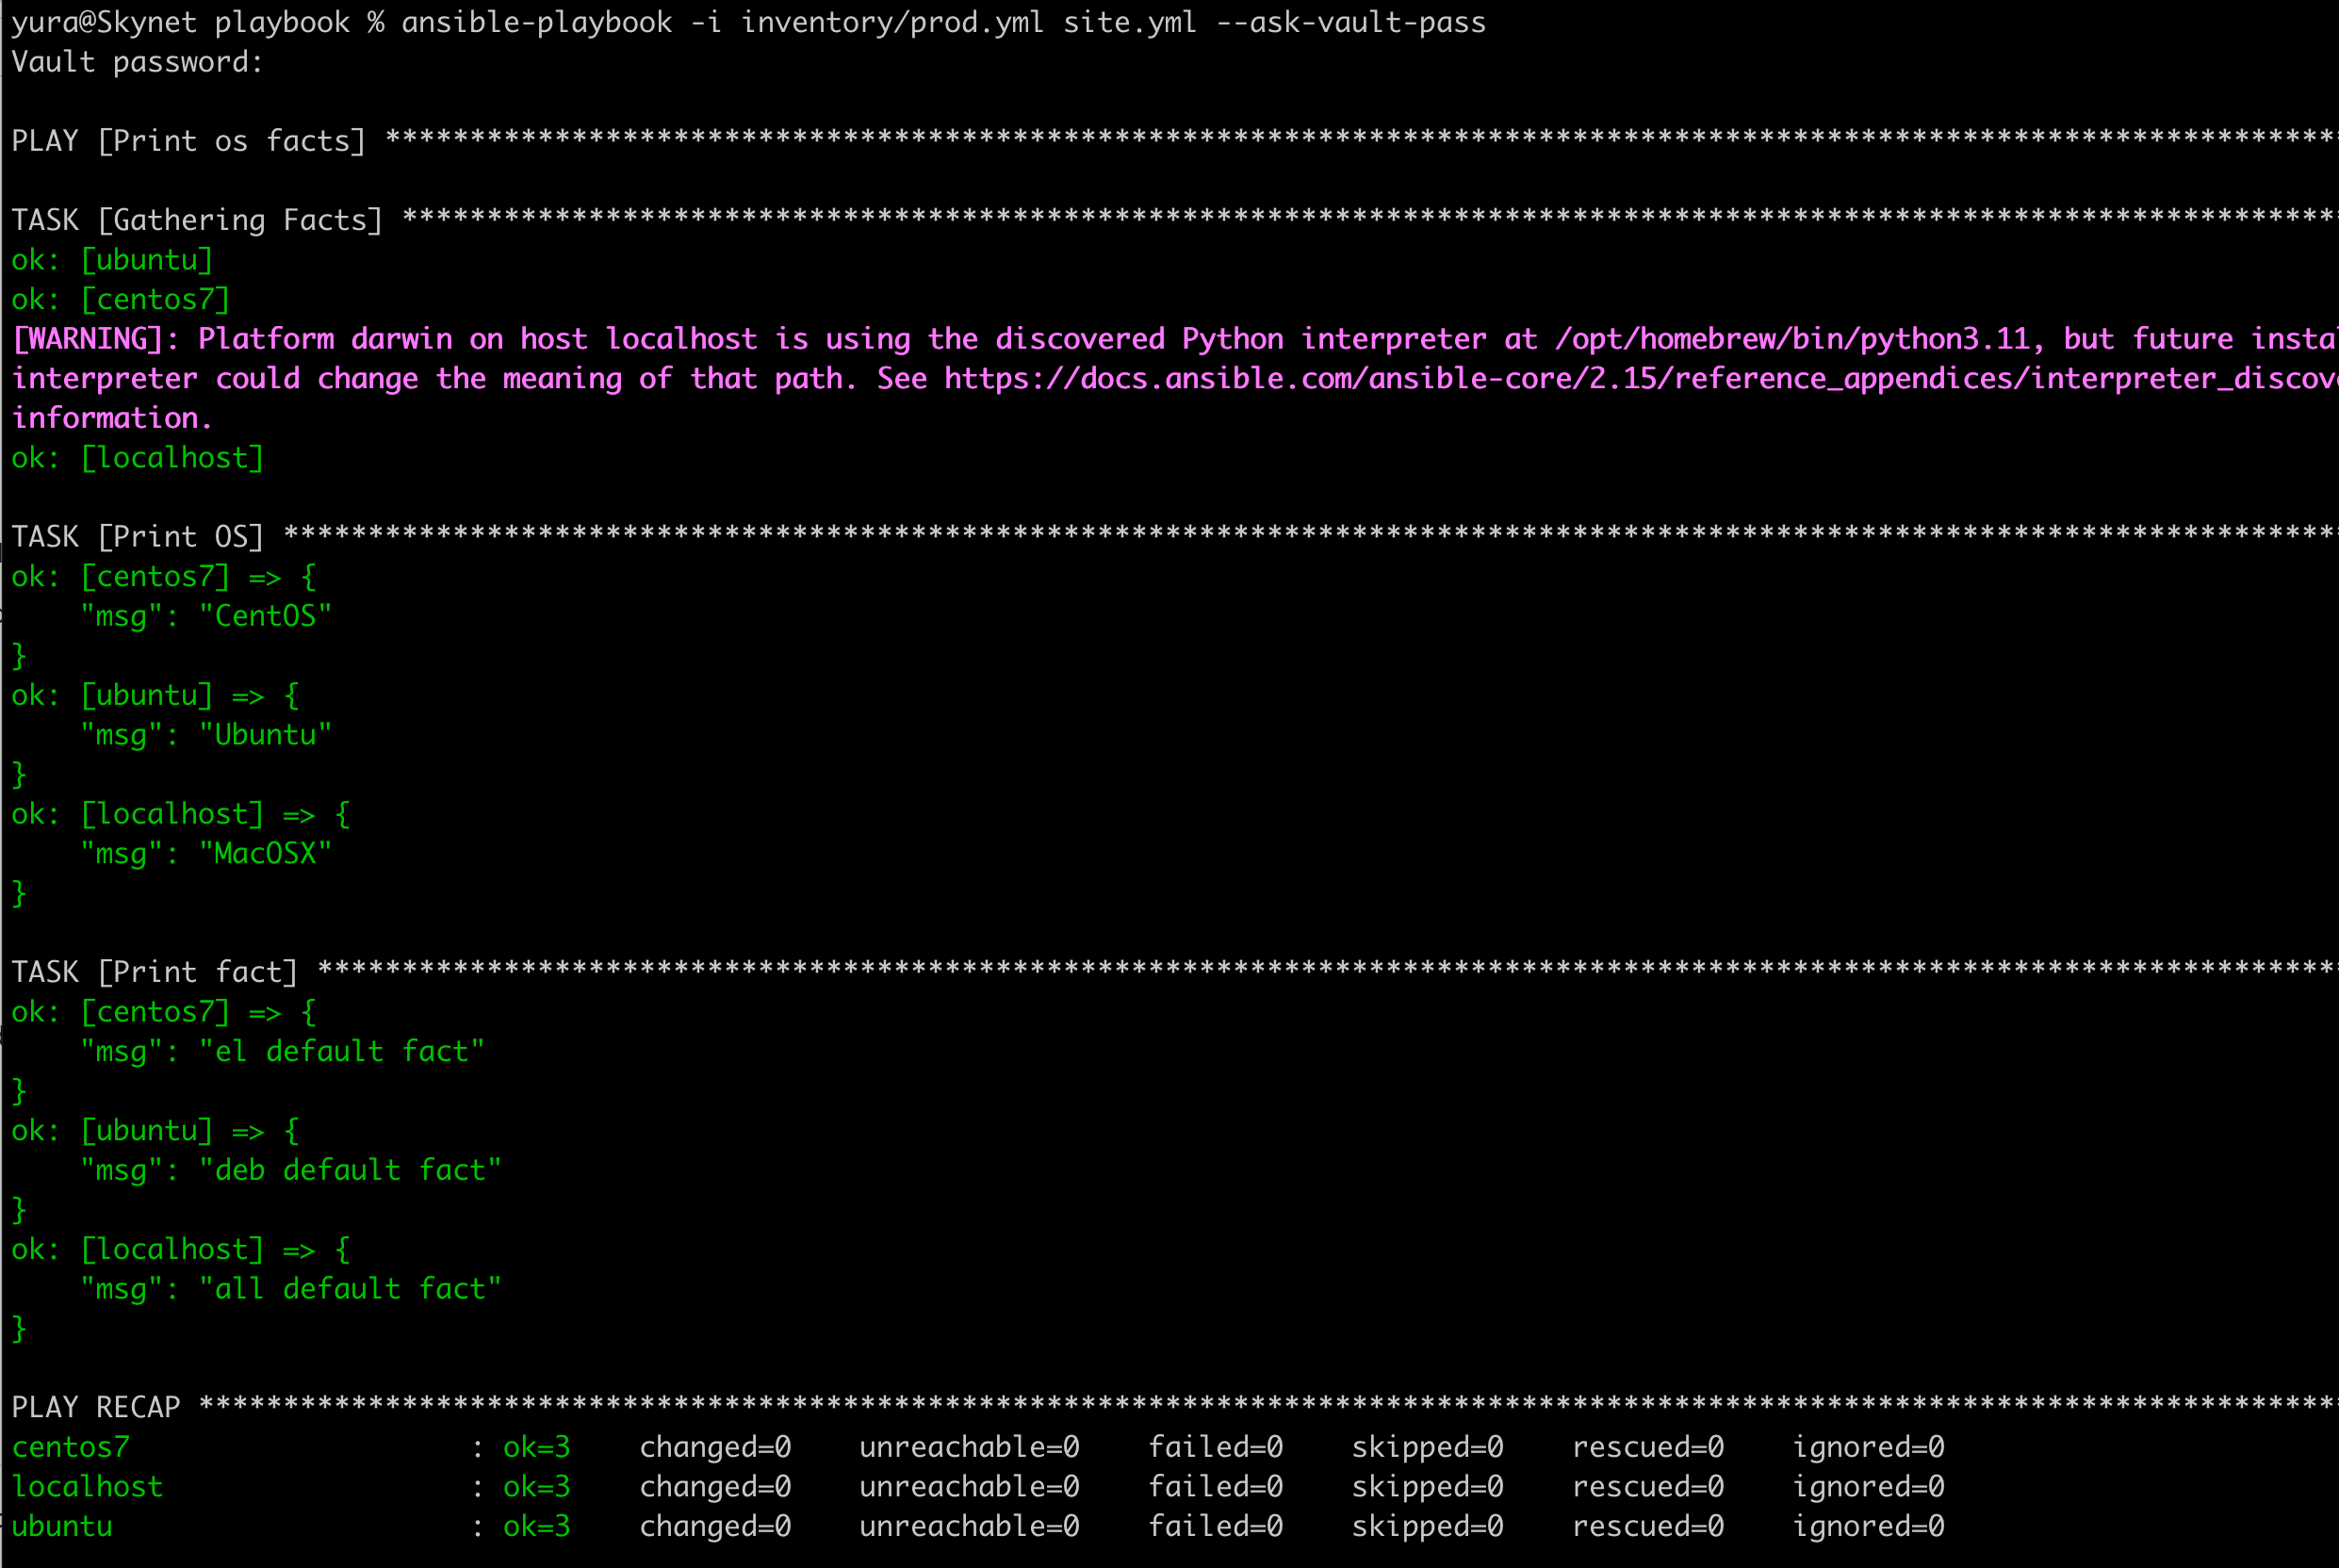 yura@Skynet playbook % ansible-playbook -i inventory/prod.yml site.yml --ask-vault-pass
Vault password:
PLAY [Print os facts] *******************************************************************************************************************
TASK [Gathering Facts] ******************************************************************************************************************
ok: [ubuntu]
ok: [centos7]
[WARNING]: Platform darwin on host localhost is using the discovered Python interpreter at /opt/homebrew/bin/python3.11, but future
interpreter could change the meaning of that path. See https://docs.ansible.com/ansible-core/2.15/reference_appendices/interpreter_discov
information.
ok: [localhost]
TASK [Print OS] *************************************************************************************************************************
ok: [centos7] => {
    "msg": "CentOS"
}
ok: [ubuntu] => {
    "msg": "Ubuntu"
}
ok: [localhost] => {
    "msg": "MacOSX"
}
TASK [Print fact] ***********************************************************************************************************************
ok: [centos7] => {
    "msg": "el default fact"
}
ok: [ubuntu] => {
    "msg": "deb default fact"
}
ok: [localhost] => {
    "msg": "all default fact"
}
PLAY RECAP ******************************************************************************************************************************
centos7                    : ok=3    changed=0    unreachable=0    failed=0    skipped=0    rescued=0    ignored=0
localhost                  : ok=3    changed=0    unreachable=0    failed=0    skipped=0    rescued=0    ignored=0
ubuntu                     : ok=3    changed=0    unreachable=0    failed=0    skipped=0    rescued=0    ignored=0